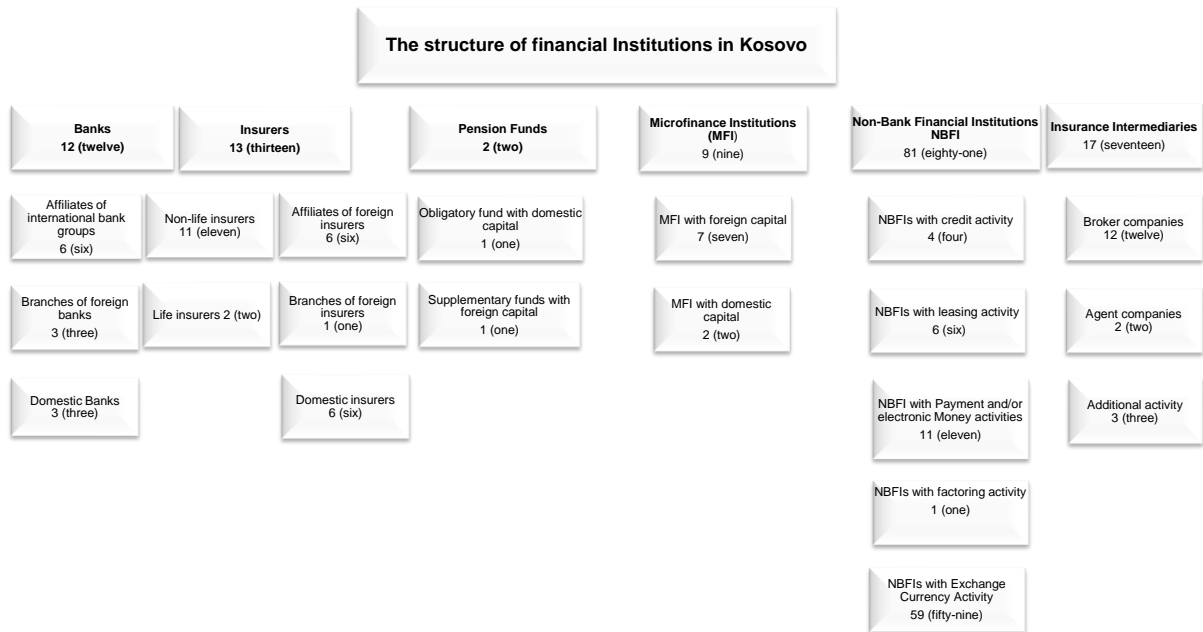 The structure of financial Institutions in Kosovo
Banks
12 (twelve)
Insurers
13 (thirteen)
Pension Funds
2 (two)
Microfinance Institutions
(MFI)
9 (nine)
Non-Bank Financial Institutions
NBFI
81 (eighty-one)
Insurance Intermediaries
17 (seventeen)
Affiliates of
international bank
groups
6 (six)
Non-life insurers
11 (eleven)
Affiliates of foreign
insurers
6 (six)
Obligatory fund with domestic
capital
1 (one)
MFI with foreign capital
7 (seven)
NBFIs with credit activity
4 (four)
Broker companies
12 (twelve)
Branches of foreign
banks
3 (three)
Life insurers 2 (two)
Branches of foreign
insurers
1 (one)
Supplementary funds with
foreign capital
1 (one)
MFI with domestic
capital
2 (two)
NBFIs with leasing activity
6 (six)
Agent companies
2 (two)
Domestic Banks
3 (three)
Domestic insurers
6 (six)
NBFI with Payment and/or
electronic Money activities
11 (eleven)
Additional activity
3 (three)
NBFIs with factoring activity
1 (one)
NBFIs with Exchange
Currency Activity
59 (fifty-nine)